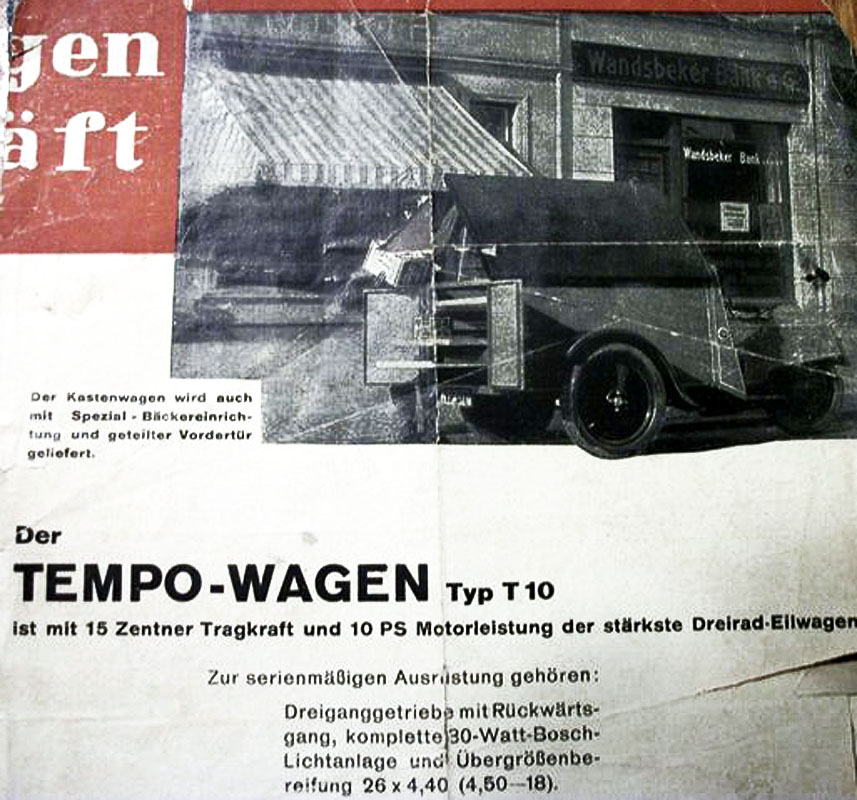 gen
äft
Wandsbeker Bank e.G.
Wandsbeker Bank
Der Kastenwagen wird auch
mit Spezial-Bäckereinrich-
tung und geteilter Vordertür
geliefert.
Der
TEMPO-WAGEN Typ T 10
ist mit 15 Zentner Tragkraft und 10 PS Motorleistung der stärkste Dreirad-Eilwagen
Zur serienmäßigen Ausrüstung gehören:
Dreiganggetriebe mit Rückwärts-
gang, komplette 30-Watt-Bosch-
Lichtanlage und Übergrößenbe-
reifung 26 x 4,40 (4,50—18).